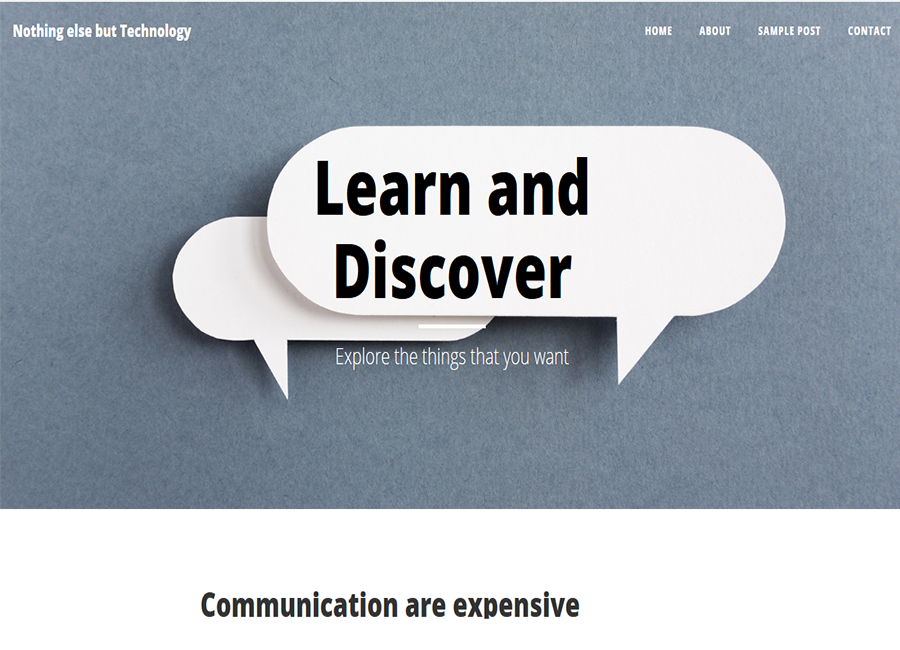 Nothing else but Technology
HOME ABOUT SAMPLE POST CONTACT
Learn and
Discover
Explore the things that you want
Communication are expensive